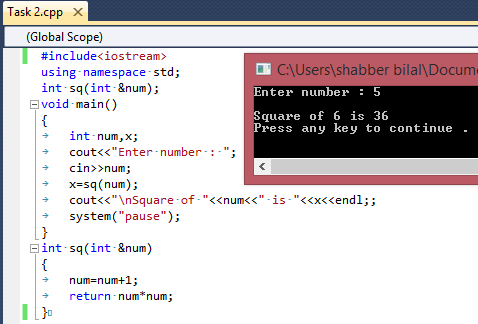 Task 2.cpp
(Global Scope)
#include<iostream>
using namespace std;
int sq(int &num);
void main()
{
int num,x;
cout<<"Enter number : ";
cin>>num;
x=sq(num);
cout<<"\nSquare of "<<num<<" is "<<x<<endl;;
system("pause");
}
int sq(int &num)
{
num=num+1;
return num*num;
}
C:\Users\shabber bilal\Docume
Enter number : 5
Square of 6 is 36
Press any key to continue .